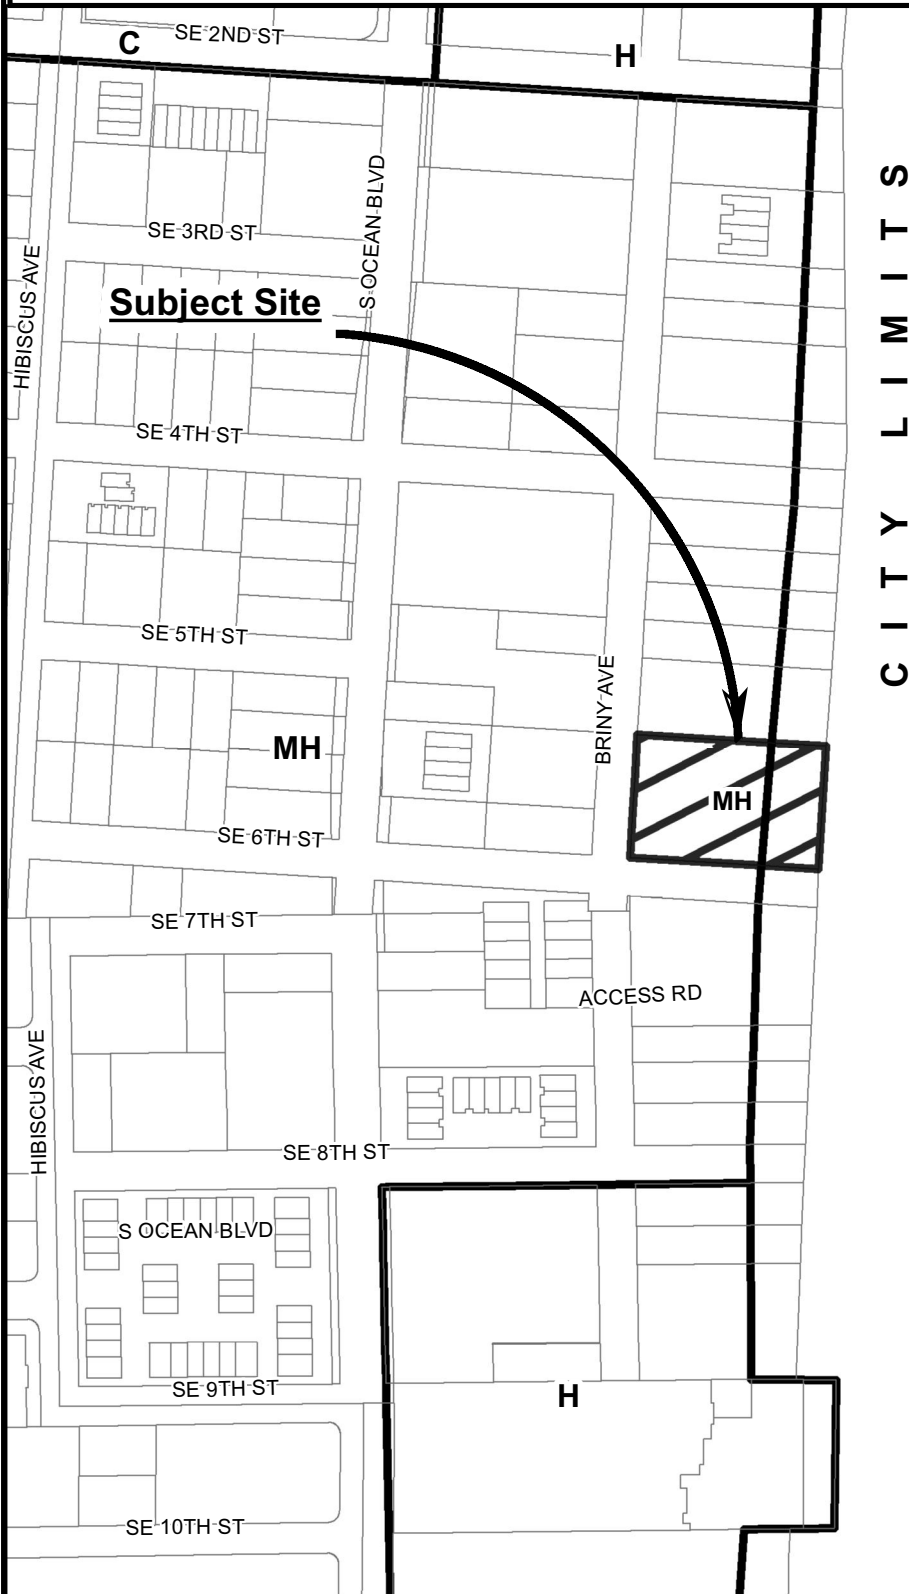 SE 2ND ST
C
H
S OCEAN BLVD
SE 3RD ST
HIBISCUS AVE
Subject Site
CITY LIMITS
SE 4TH ST
SE 5TH ST
BRINY AVE
MH
MH
SE 6TH ST
SE 7TH ST
ACCESS RD
HIBISCUS AVE
SE 8TH ST
S OCEAN BLVD
SE 9TH ST
H
SE 10TH ST